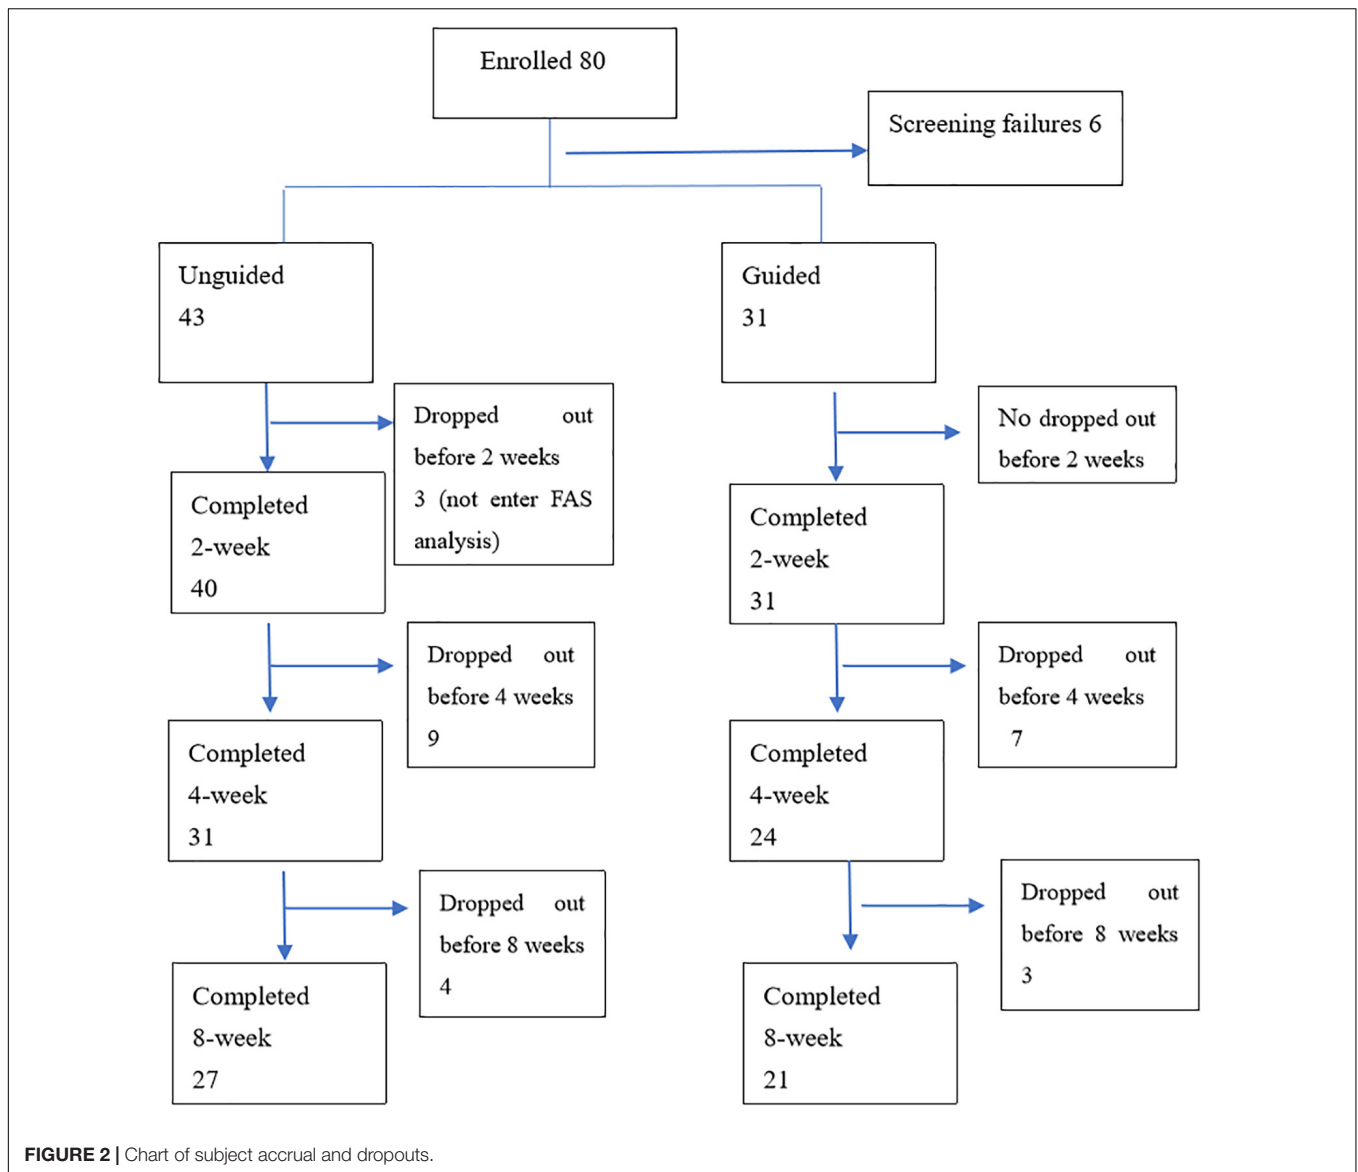 Enrolled 80
Screening failures 6
Unguided
43
Guided
31
Dropped out
before 2 weeks
3 (not enter FAS
analysis)
No dropped out
before 2 weeks
Completed
2-week
40
Completed
2-week
31
Dropped out
before 4 weeks
9
Dropped out
before 4 weeks
7
Completed
4-week
31
Completed
4-week
24
Dropped out
before 8 weeks
4
Dropped out
before 8 weeks
3
Completed
8-week
27
Completed
8-week
21
FIGURE 2 | Chart of subject accrual and dropouts.